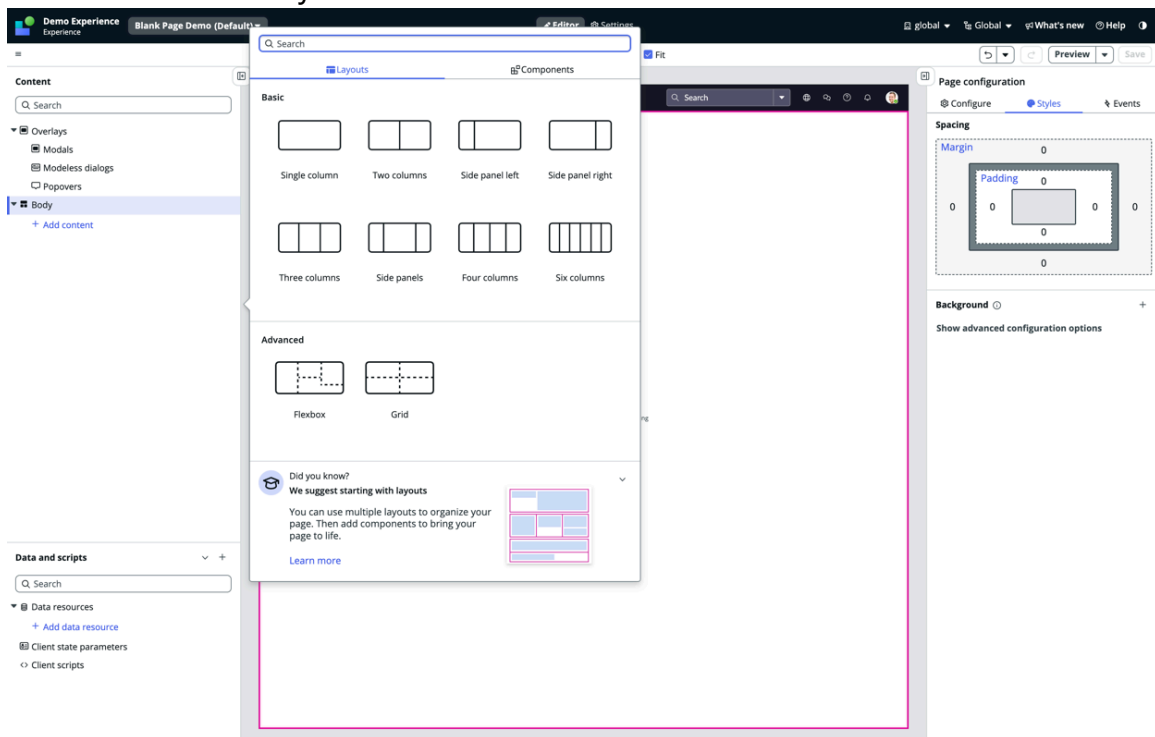 Demo Experience
Experience
Blank Page Demo (Default)
Editor Settings
global Global What's new Help
Fit
Preview Save
Content
Search
Overlays
Modals
Modeless dialogs
Popovers
Body
+ Add content
Search
Layouts Components
Basic
Single column Two columns Side panel left Side panel right
Three columns Side panels Four columns Six columns
Advanced
Flexbox Grid
Did you know?
We suggest starting with layouts
You can use multiple layouts to organize your
page. Then add components to bring your
page to life.
Learn more
Search
Page configuration
Configure Styles Events
Spacing
Margin 0
Padding 0
0 0 0 0
0
0
Background
Show advanced configuration options
Data and scripts
Search
Data resources
+ Add data resource
Client state parameters
Client scripts